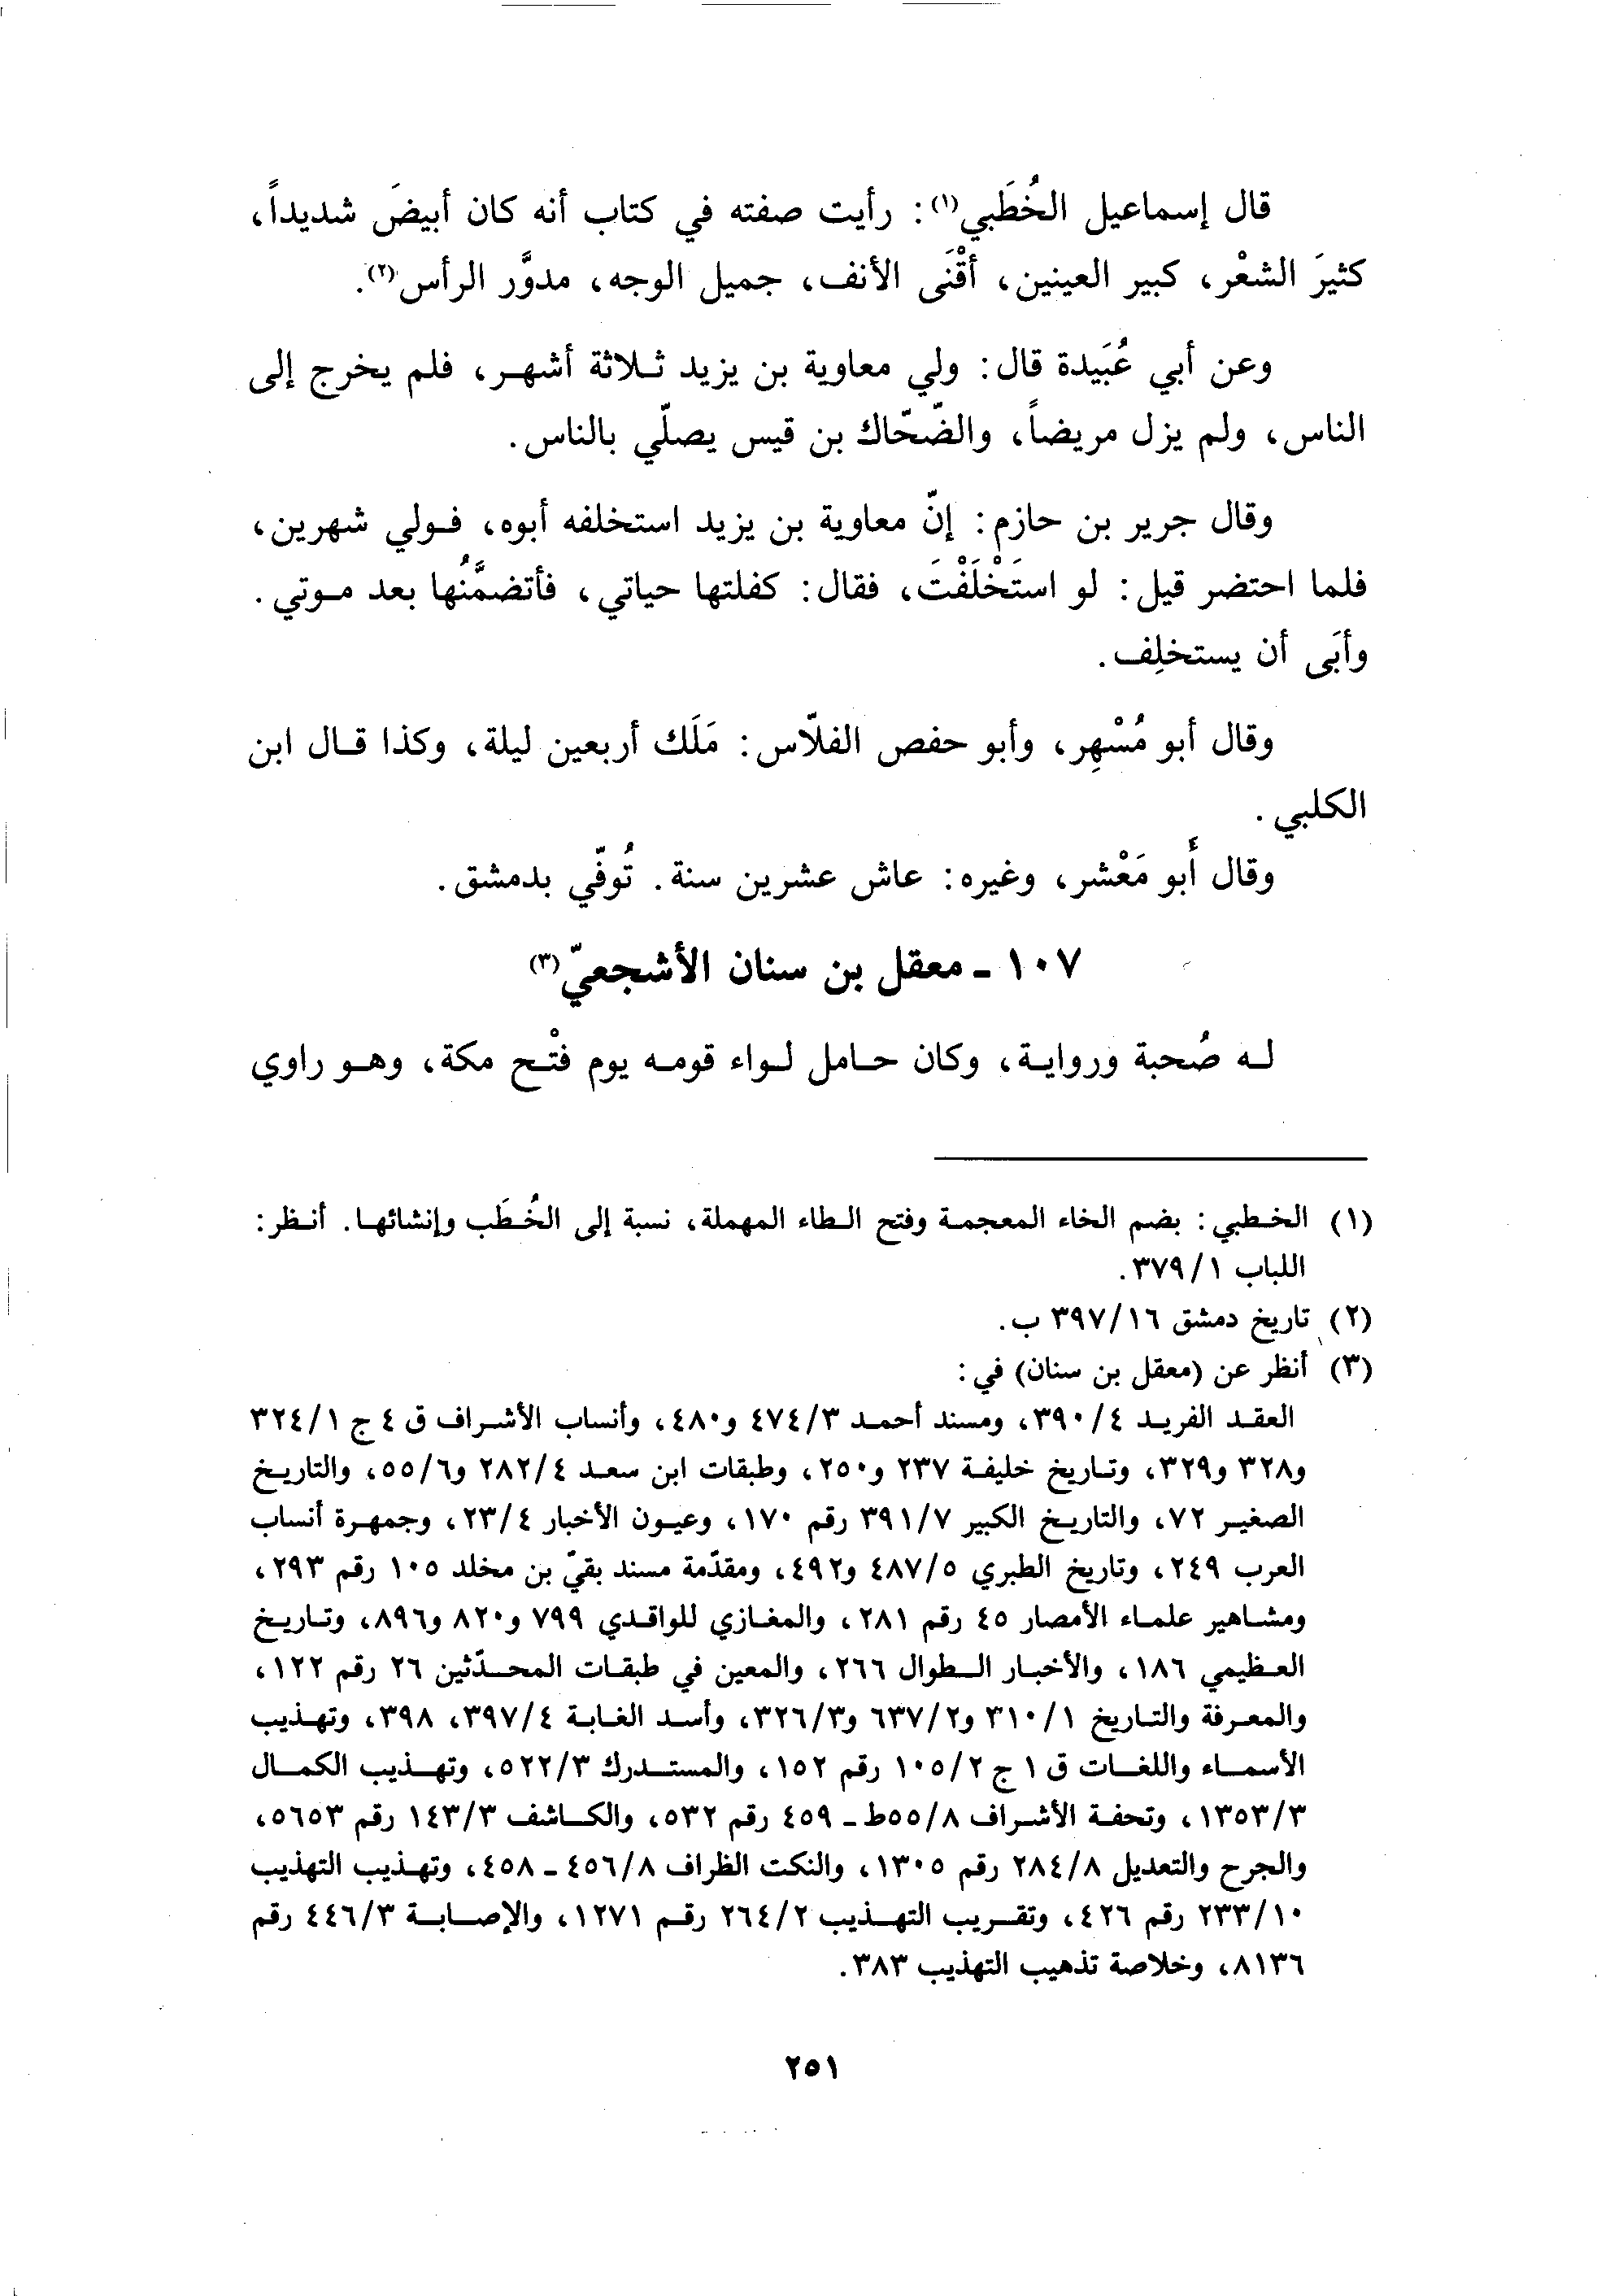 قال إسماعيل الخُطَبي(١): رأيت صفته في كتاب أنه كان أبيضَ شديداً،
كثيرَ الشعْر، كبير العينين، أقْنَى الأنف، جميل الوجه، مدوَّر الرأس(٢).
وعن أبي عُبَيدة قال: ولي معاوية بن يزيد ثلاثة أشهر، فلم يخرج إلى
الناس، ولم يزل مريضاً، والضّحّاك بن قيس يصلّي بالناس.
وقال جرير بن حازم: إنّ معاوية بن يزيد استخلفه أبوه، فولي شهرين،
فلما احتضر قيل: لو استَخْلَفْتَ، فقال: كفلتها حياتي، فأتضمَّنُها بعد موتي.
وأبَى أن يستخلِف.
وقال أبو مُسْهِر، وأبو حفص الفلّاس: مَلَك أربعين ليلة، وكذا قال ابن
الكلبي.
وقال أبو مَعْشر، وغيره: عاش عشرين سنة. تُوفّي بدمشق.
١٠٧ - معقل بن سنان الأشجعيّ(٣)
له صُحبة ورواية، وكان حامل لواء قومه يوم فتْح مكة، وهو راوي
(١) الخطبي: بضم الخاء المعجمة وفتح الطاء المهملة، نسبة إلى الخُطَب وإنشائها. أنظر:
اللباب ٣٧٩/١.
(٢) تاريخ دمشق ٣٩٧/١٦ ب.
(٣) أنظر عن (معقل بن سنان) في:
العقد الفريد ٣٩٠/٤، ومسند أحمد ٤٧٤/٣ و٤٨٠، وأنساب الأشراف ق ٤ ج ٣٢٤/١
و٣٢٨ و٣٢٩، وتاريخ خليفة ٢٣٧ و٢٥٠، وطبقات ابن سعد ٢٨٢/٤ و٥٥/٦، والتاريخ
الصغير ٧٢، والتاريخ الكبير ٣٩١/٧ رقم ١٧٠، وعيون الأخبار ٢٣/٤، وجمهرة أنساب
العرب ٢٤٩، وتاريخ الطبري ٤٨٧/٥ و٤٩٢، ومقدّمة مسند بقيّ بن مخلد ١٠٥ رقم ٢٩٣،
ومشاهير علماء الأمصار ٤٥ رقم ٢٨١، والمغازي للواقدي ٧٩٩ و٨٢٠ و٨٩٦، وتاريخ
العظيمي ١٨٦، والأخبار الطوال ٢٦٦، والمعين في طبقات المحدّثين ٢٦ رقم ١٢٢،
والمعرفة والتاريخ ٣١٠/١ و٦٣٧/٢ و٣٢٦/٣، وأسد الغابة ٣٩٧/٤، ٣٩٨، وتهذيب
الأسماء واللغات ق ١ ج ١٠٥/٢ رقم ١٥٢، والمستدرك ٥٢٢/٣، وتهذيب الكمال
١٣٥٣/٣، وتحفة الأشراف ٥٥/٨ط - ٤٥٩ رقم ٥٣٢، والكاشف ١٤٣/٣ رقم ٥٦٥٣،
والجرح والتعديل ٢٨٤/٨ رقم ١٣٠٥، والنكت الظراف ٤٥٦/٨ - ٤٥٨، وتهذيب التهذيب
٢٣٣/١٠ رقم ٤٢٦، وتقريب التهذيب ٢٦٤/٢ رقم ١٢٧١، والإصابة ٤٤٦/٣ رقم
٨١٣٦، وخلاصة تذهيب التهذيب ٣٨٣.
٢٥١